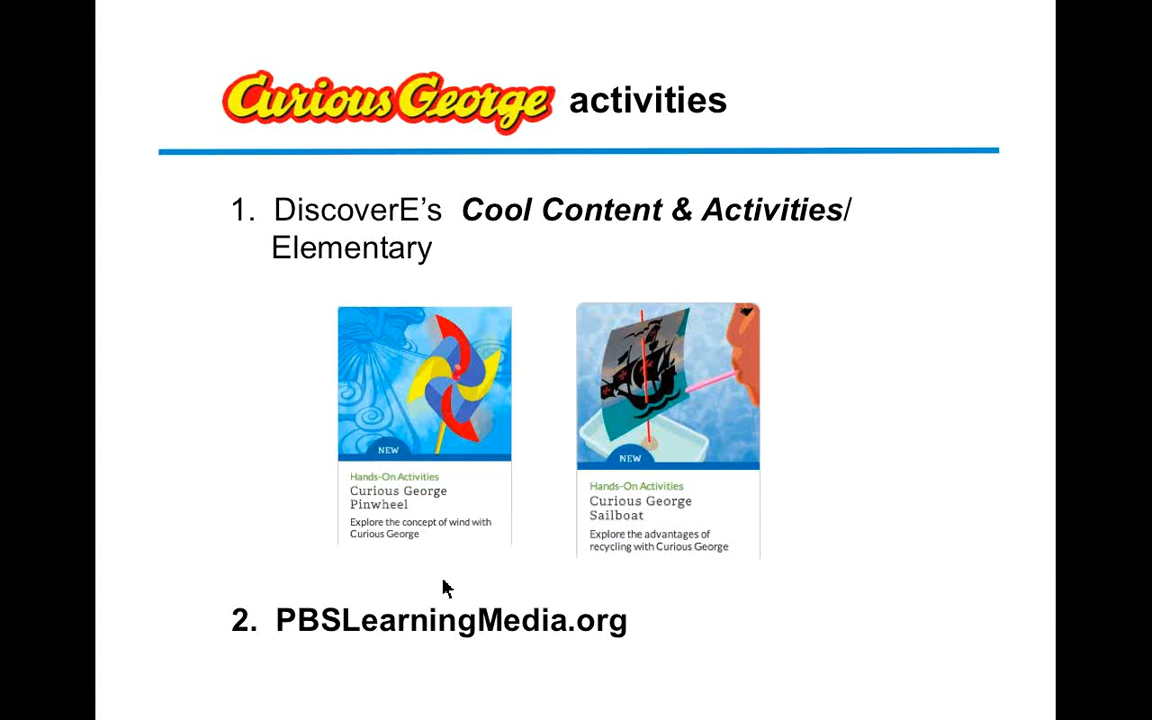 Curious George activities
1. DiscoverE’s Cool Content & Activities/
Elementary
NEW
Hands-On Activities
Curious George
Pinwheel
Explore the concept of wind with
Curious George
NEW
Hands-On Activities
Curious George
Sailboat
Explore the advantages of
recycling with Curious George
2. PBSLearningMedia.org